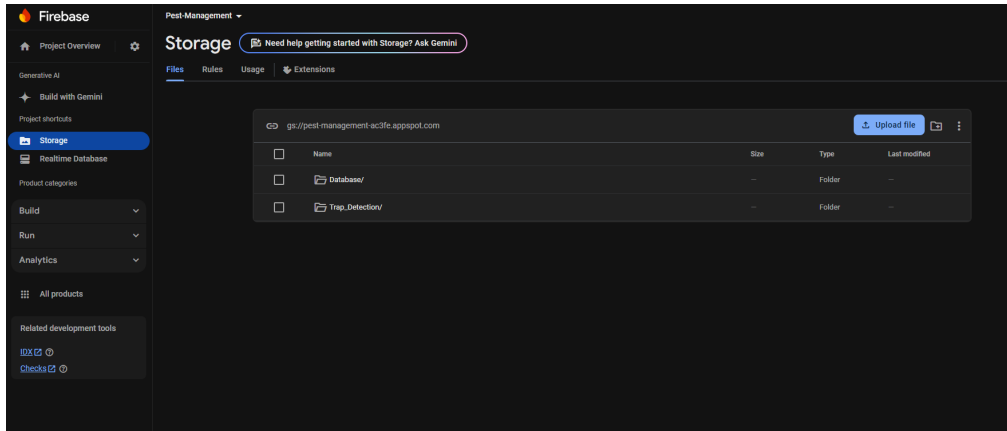 Firebase
Project Overview
Generative AI
Build with Gemini
Project shortcuts
Storage
Realtime Database
Product categories
Build
Run
Analytics
All products
Related development tools
IDX
Checks
Pest-Management
Storage
Need help getting started with Storage? Ask Gemini
Files Rules Usage Extensions
gs://pest-management-ac3fe.appspot.com
Upload file
Name Size Type Last modified
Database/ — Folder —
Trap_Detection/ — Folder —